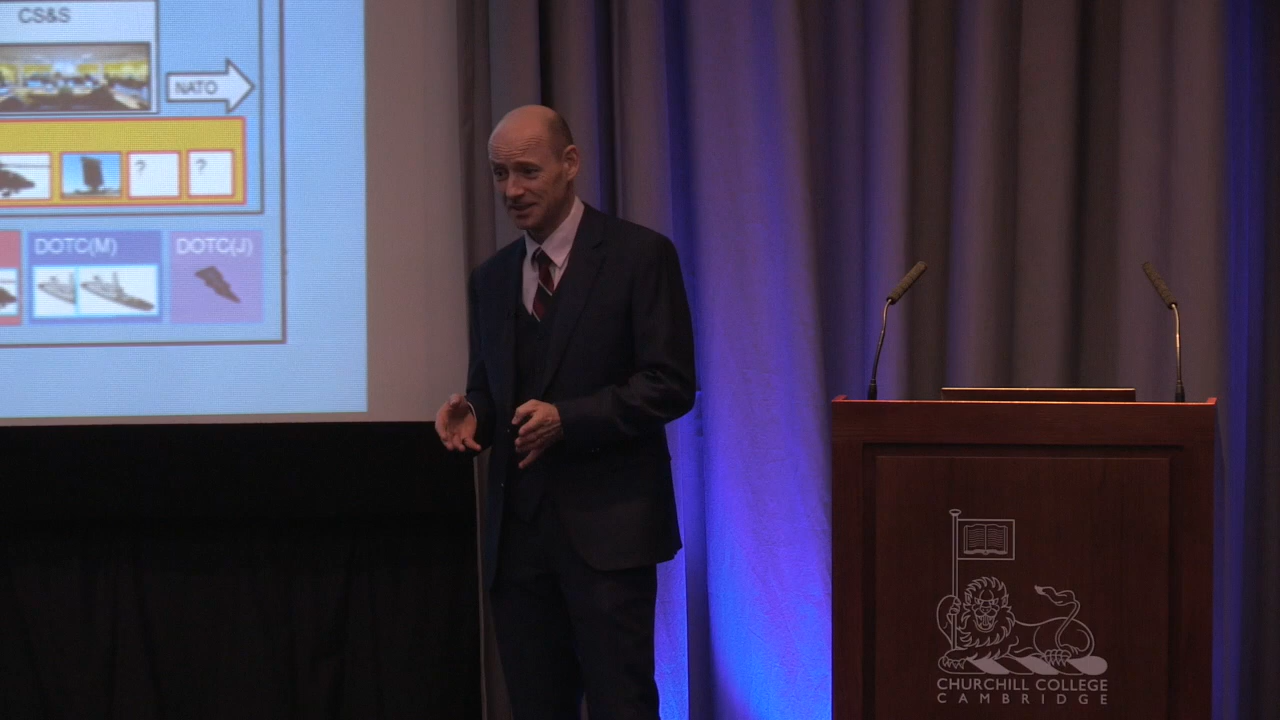 CS&S
NATO
?
?
DOTC(M)
DOTC(J)
CHURCHILL COLLEGE
CAMBRIDGE